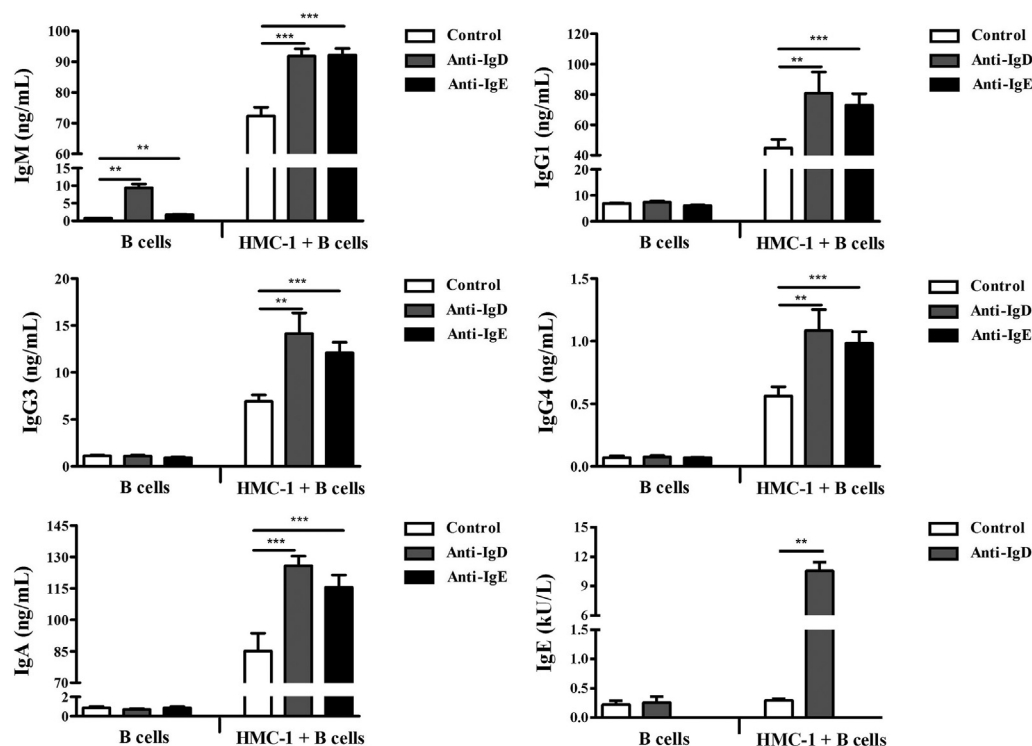 IgM (ng/mL)
100
90
80
70
60
15
10
5
0
**
**
***
***
B cells
HMC-1 + B cells
Control
Anti-IgD
Anti-IgE
IgG1 (ng/mL)
120
100
80
60
40
20
0
**
***
B cells
HMC-1 + B cells
Control
Anti-IgD
Anti-IgE
IgG3 (ng/mL)
20
15
10
5
0
**
***
B cells
HMC-1 + B cells
Control
Anti-IgD
Anti-IgE
IgG4 (ng/mL)
1.5
1.0
0.5
0.0
**
***
B cells
HMC-1 + B cells
Control
Anti-IgD
Anti-IgE
IgA (ng/mL)
145
130
115
100
85
70
2
0
***
***
B cells
HMC-1 + B cells
Control
Anti-IgD
Anti-IgE
IgE (kU/L)
15
12
9
6
1.5
1.0
0.5
0.0
**
B cells
HMC-1 + B cells
Control
Anti-IgD